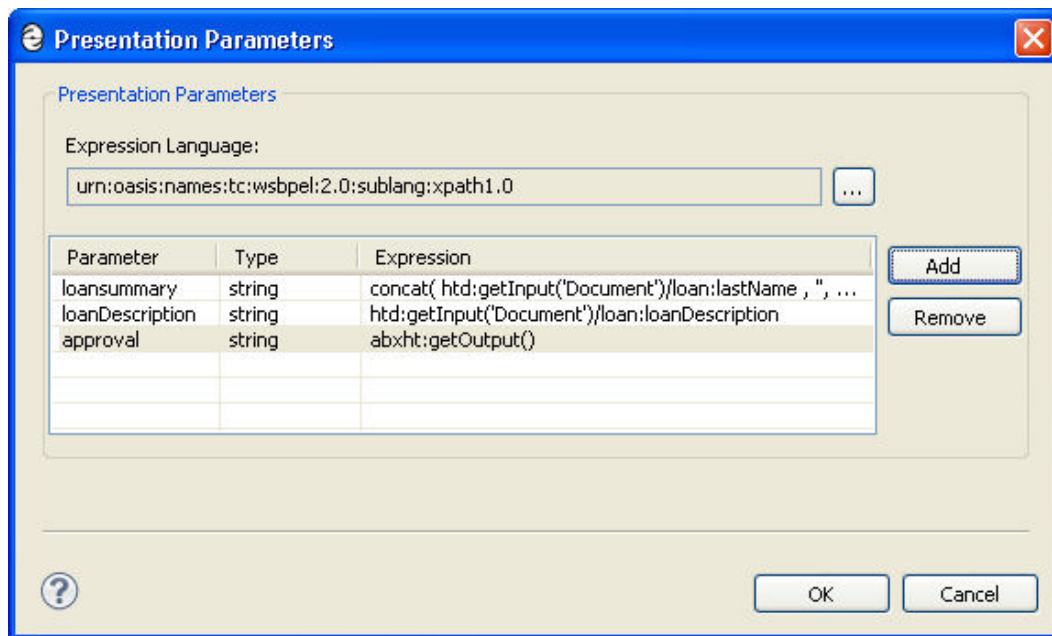 Presentation Parameters
Presentation Parameters
Expression Language:
urn:oasis:names:tc:wsbpel:2.0:sublang:xpath1.0
...
Parameter Type Expression
loansummary string concat( htd:getInput('Document')/loan:lastName , '', ...
loanDescription string htd:getInput('Document')/loan:loanDescription
approval string abxht:getOutput()
Add
Remove
?
OK Cancel